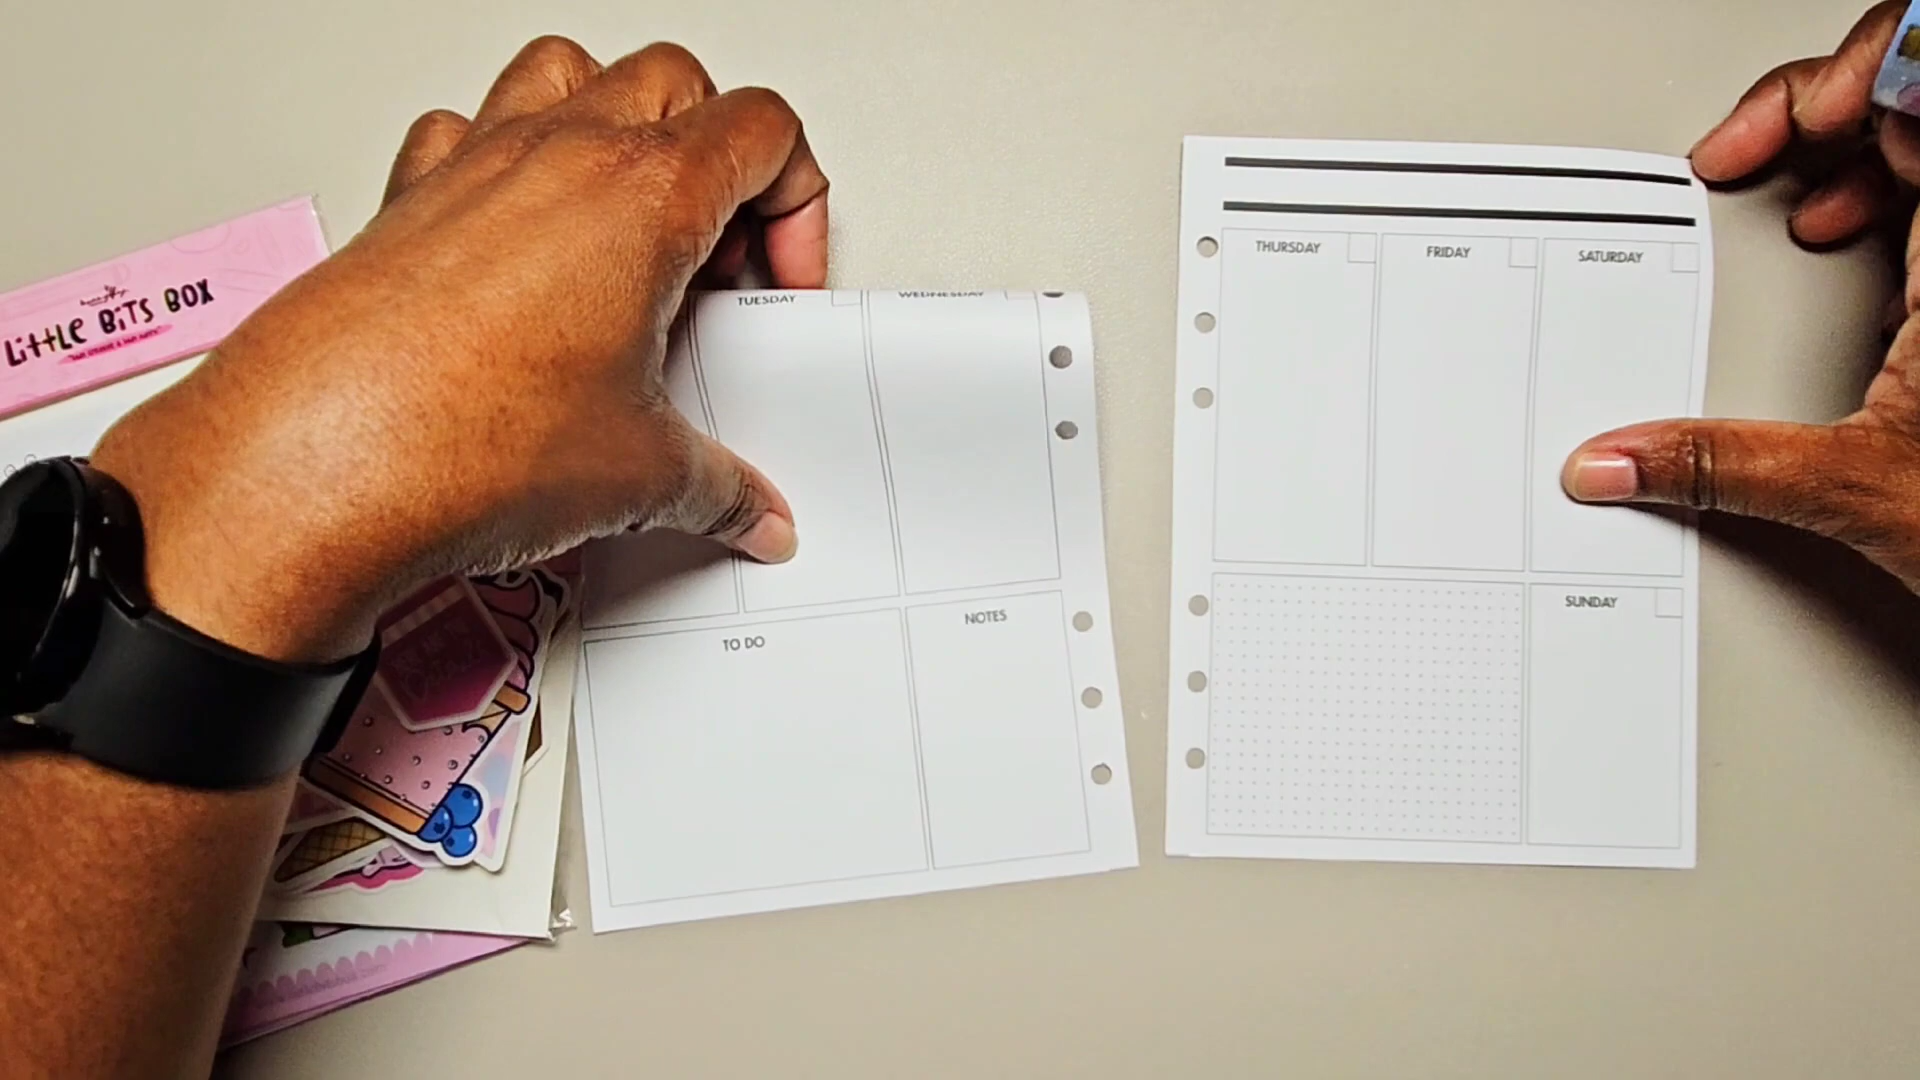 LittLE BiTS BOX
TUESDAY
WEDNESDAY
TO DO
NOTES
THURSDAY
FRIDAY
SATURDAY
SUNDAY